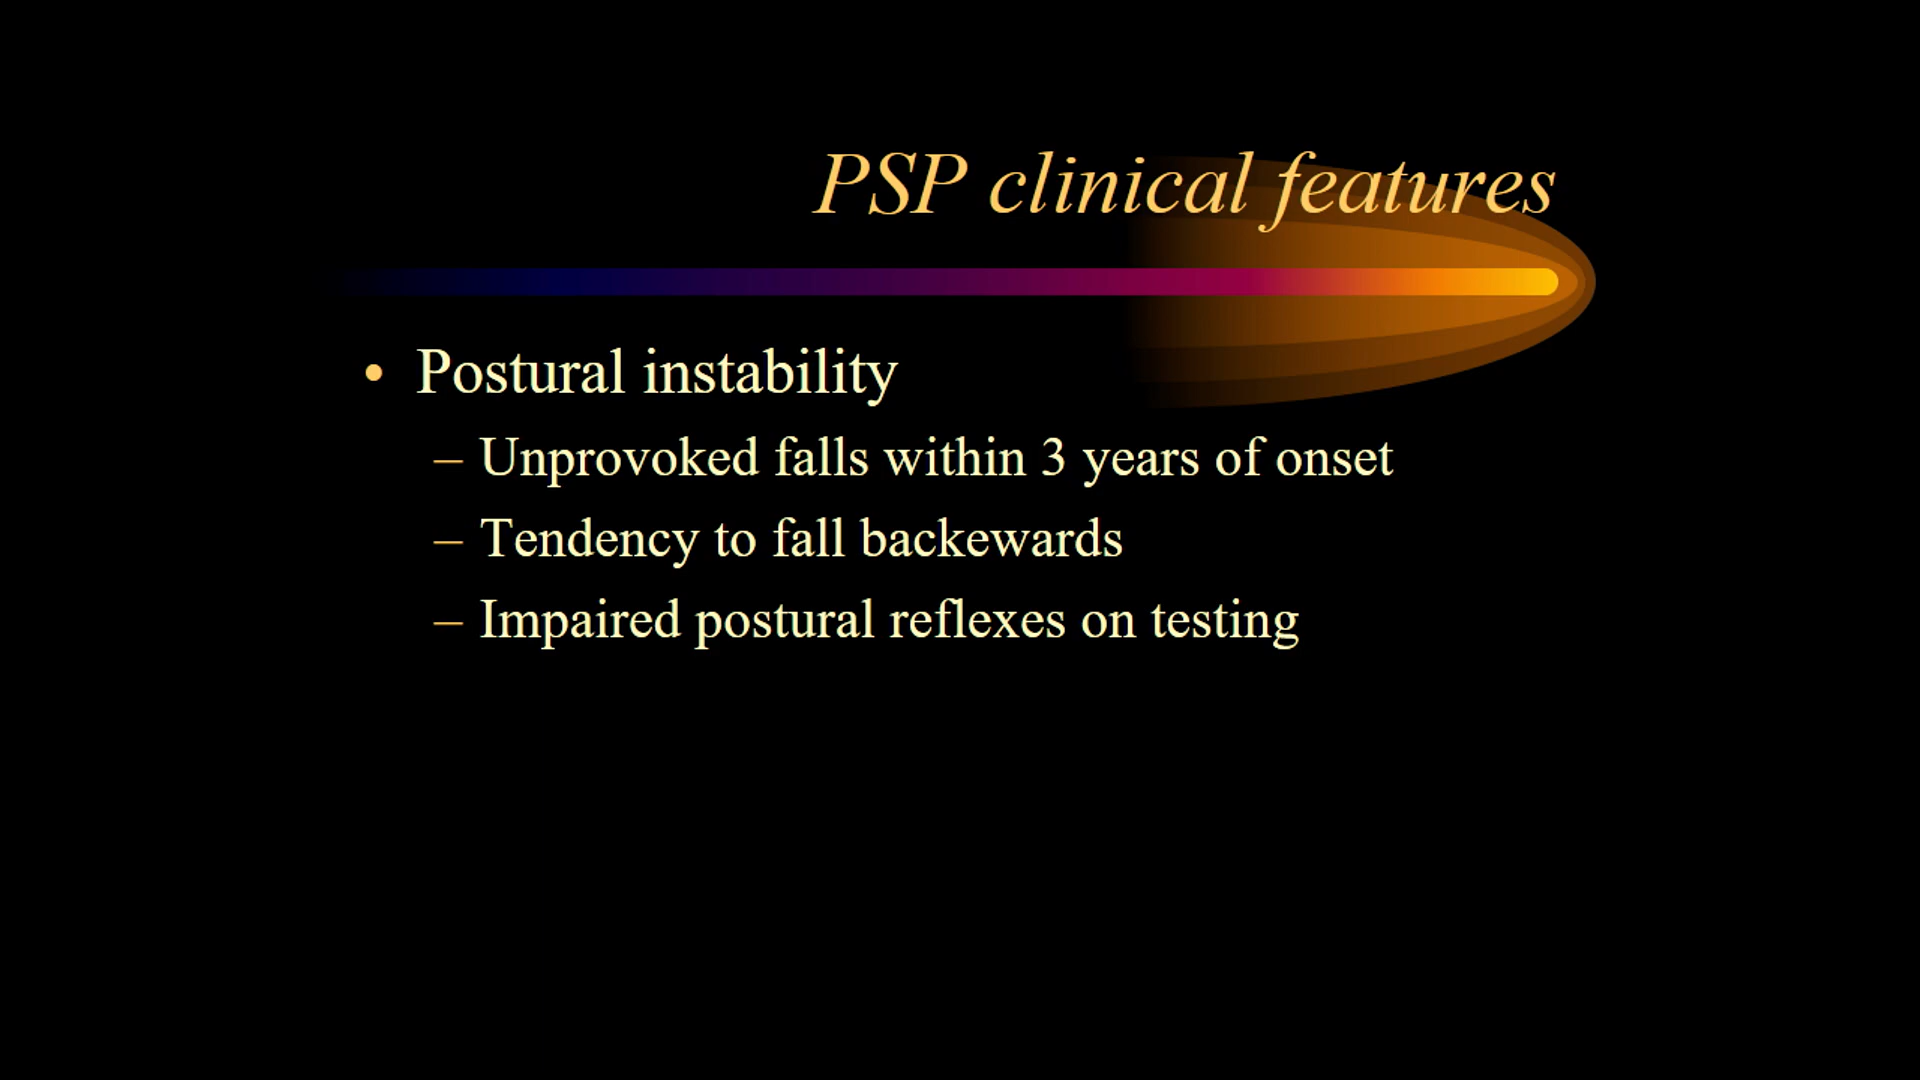 PSP clinical features
• Postural instability
– Unprovoked falls within 3 years of onset
– Tendency to fall backewards
– Impaired postural reflexes on testing